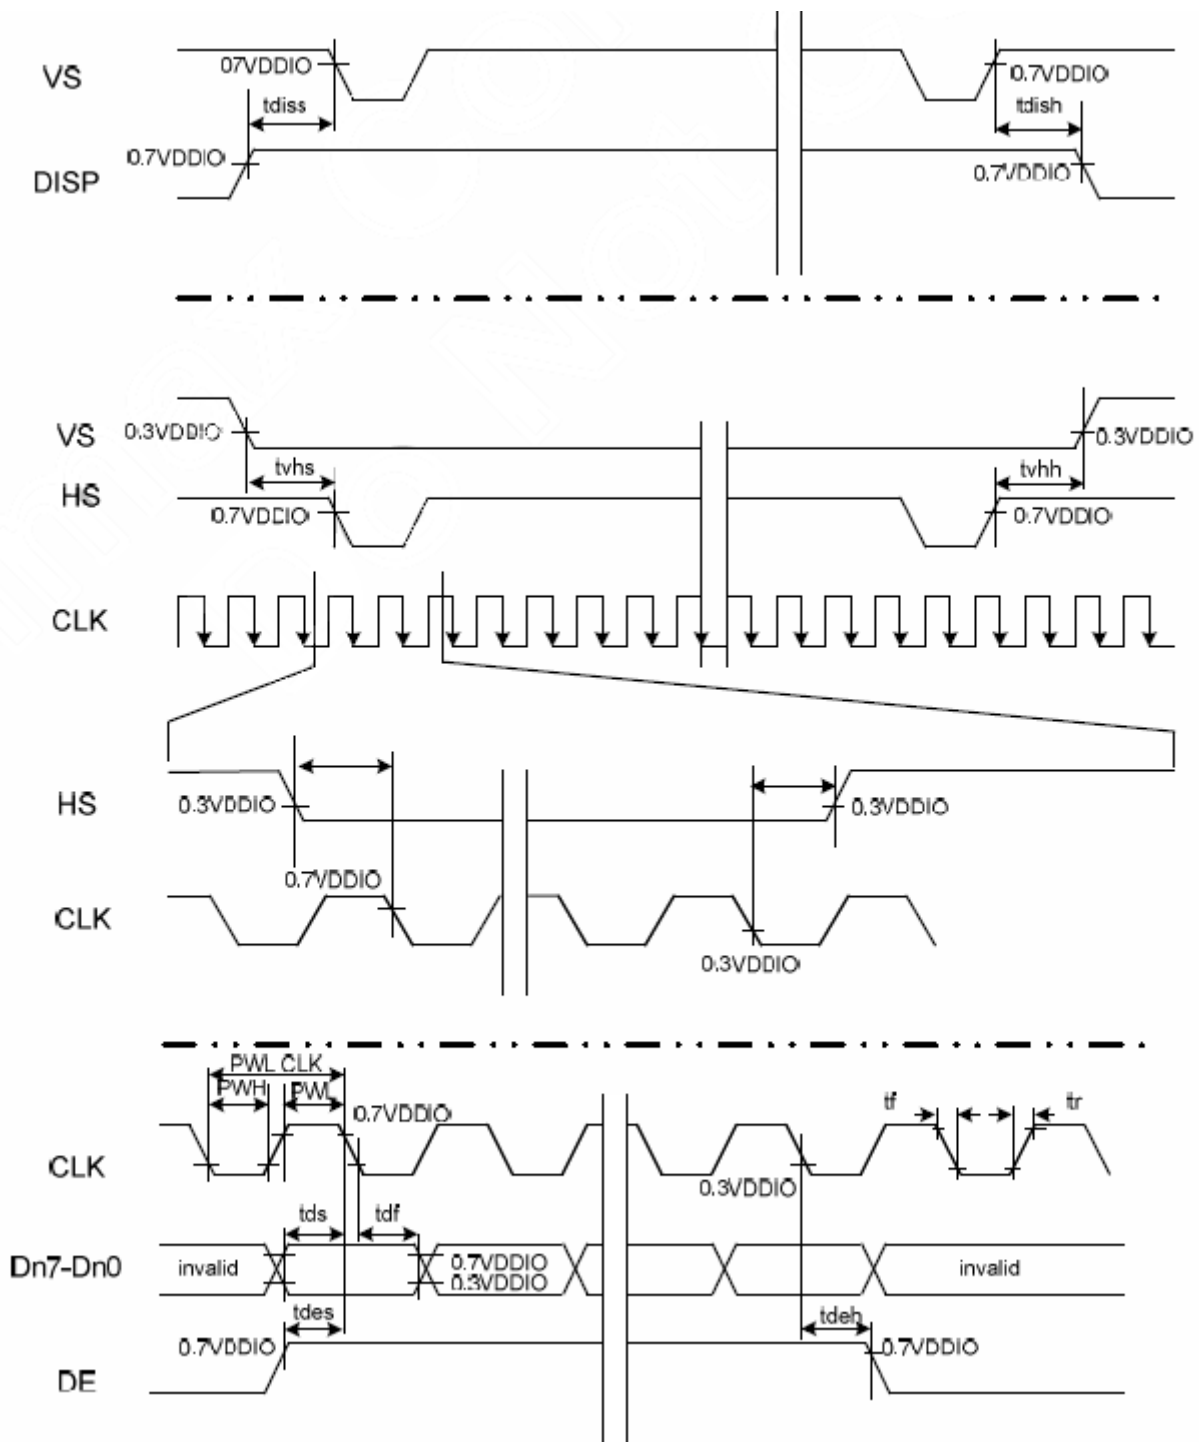 07VDDIO
0.7VDDIO
VS
tdiss
tdish
0.7VDDIO
0.7VDDIO
DISP
VS
0.3VDDIO
0.3VDDIO
tvhs
tvhh
HS
0.7VDDIO
0.7VDDIO
CLK
HS
0.3VDDIO
0.3VDDIO
0.7VDDIO
CLK
0.3VDDIO
PWL CLK
PWH
PWL
0.7VDDIO
tf
tr
CLK
0.3VDDIO
tds
tdf
Dn7-Dn0
invalid
0.7VDDIO
0.3VDDIO
invalid
tdes
tdeh
0.7VDDIO
0.7VDDIO
DE